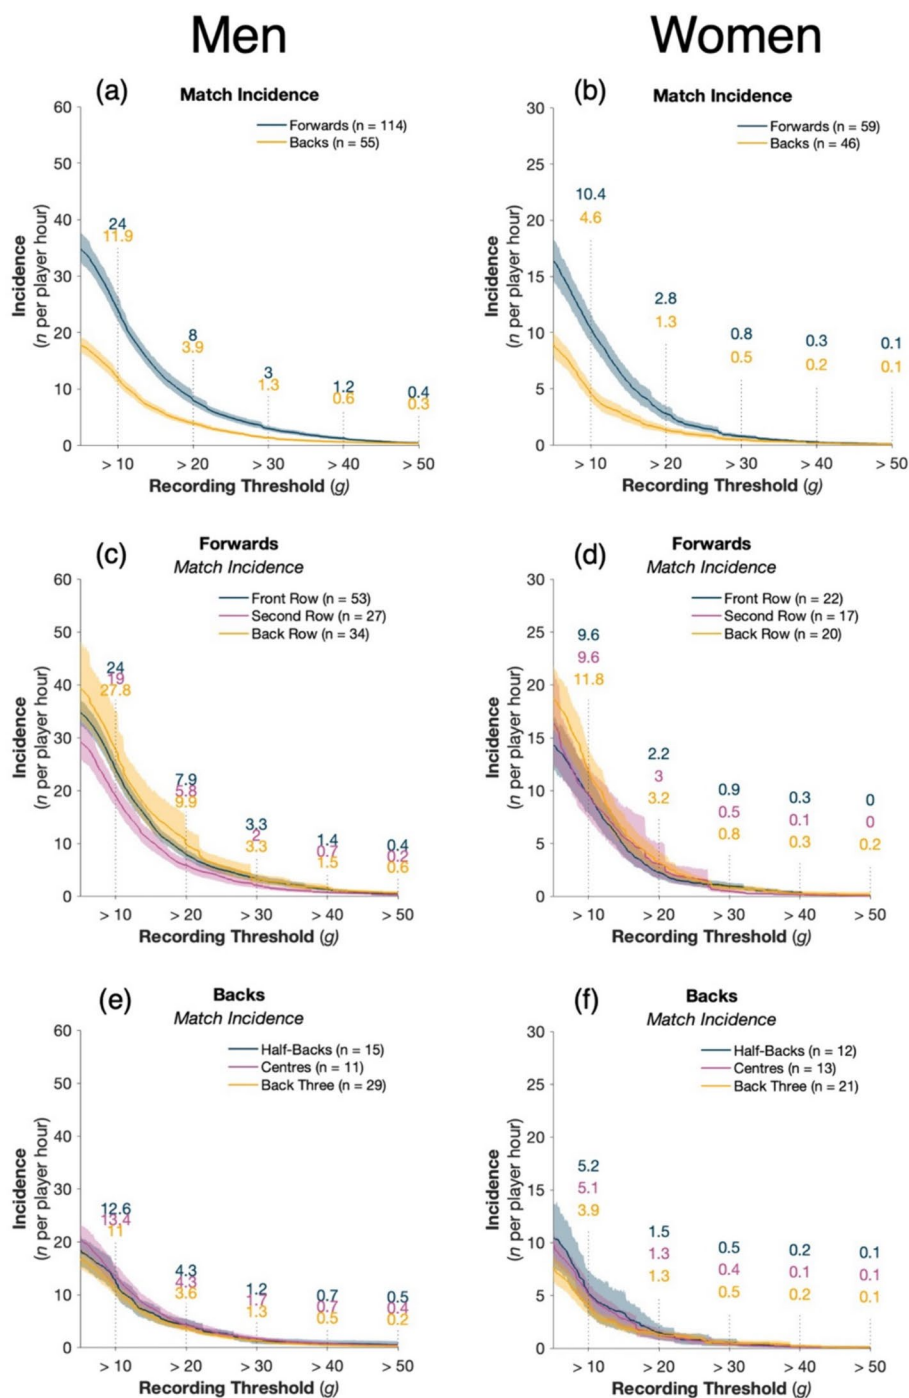 Men
Women
(a)
Match Incidence
Forwards (n = 114)
Backs (n = 55)
Incidence
(n per player hour)
60
50
40
30
20
10
0
24
11.9
8
3.9
3
1.3
1.2
0.6
0.4
0.3
> 10
> 20
> 30
> 40
> 50
Recording Threshold (g)
(b)
Match Incidence
Forwards (n = 59)
Backs (n = 46)
Incidence
(n per player hour)
30
25
20
15
10
5
0
10.4
4.6
2.8
1.3
0.8
0.5
0.3
0.2
0.1
0.1
> 10
> 20
> 30
> 40
> 50
Recording Threshold (g)
(c)
Forwards
Match Incidence
Front Row (n = 53)
Second Row (n = 27)
Back Row (n = 34)
Incidence
(n per player hour)
60
50
40
30
20
10
0
24
19
27.8
7.9
5.8
9.9
3.3
2
3.3
1.4
0.7
1.5
0.4
0.2
0.6
> 10
> 20
> 30
> 40
> 50
Recording Threshold (g)
(d)
Forwards
Match Incidence
Front Row (n = 22)
Second Row (n = 17)
Back Row (n = 20)
Incidence
(n per player hour)
30
25
20
15
10
5
0
9.6
9.6
11.8
2.2
3
3.2
0.9
0.5
0.8
0.3
0.1
0.3
0
0
0.2
> 10
> 20
> 30
> 40
> 50
Recording Threshold (g)
(e)
Backs
Match Incidence
Half-Backs (n = 15)
Centres (n = 11)
Back Three (n = 29)
Incidence
(n per player hour)
60
50
40
30
20
10
0
12.6
13.4
11
4.3
4.3
3.6
1.2
1.7
1.3
0.7
0.7
0.5
0.5
0.4
0.2
> 10
> 20
> 30
> 40
> 50
Recording Threshold (g)
(f)
Backs
Match Incidence
Half-Backs (n = 12)
Centres (n = 13)
Back Three (n = 21)
Incidence
(n per player hour)
30
25
20
15
10
5
0
5.2
5.1
3.9
1.5
1.3
1.3
0.5
0.4
0.5
0.2
0.1
0.2
0.1
0.1
0.1
> 10
> 20
> 30
> 40
> 50
Recording Threshold (g)